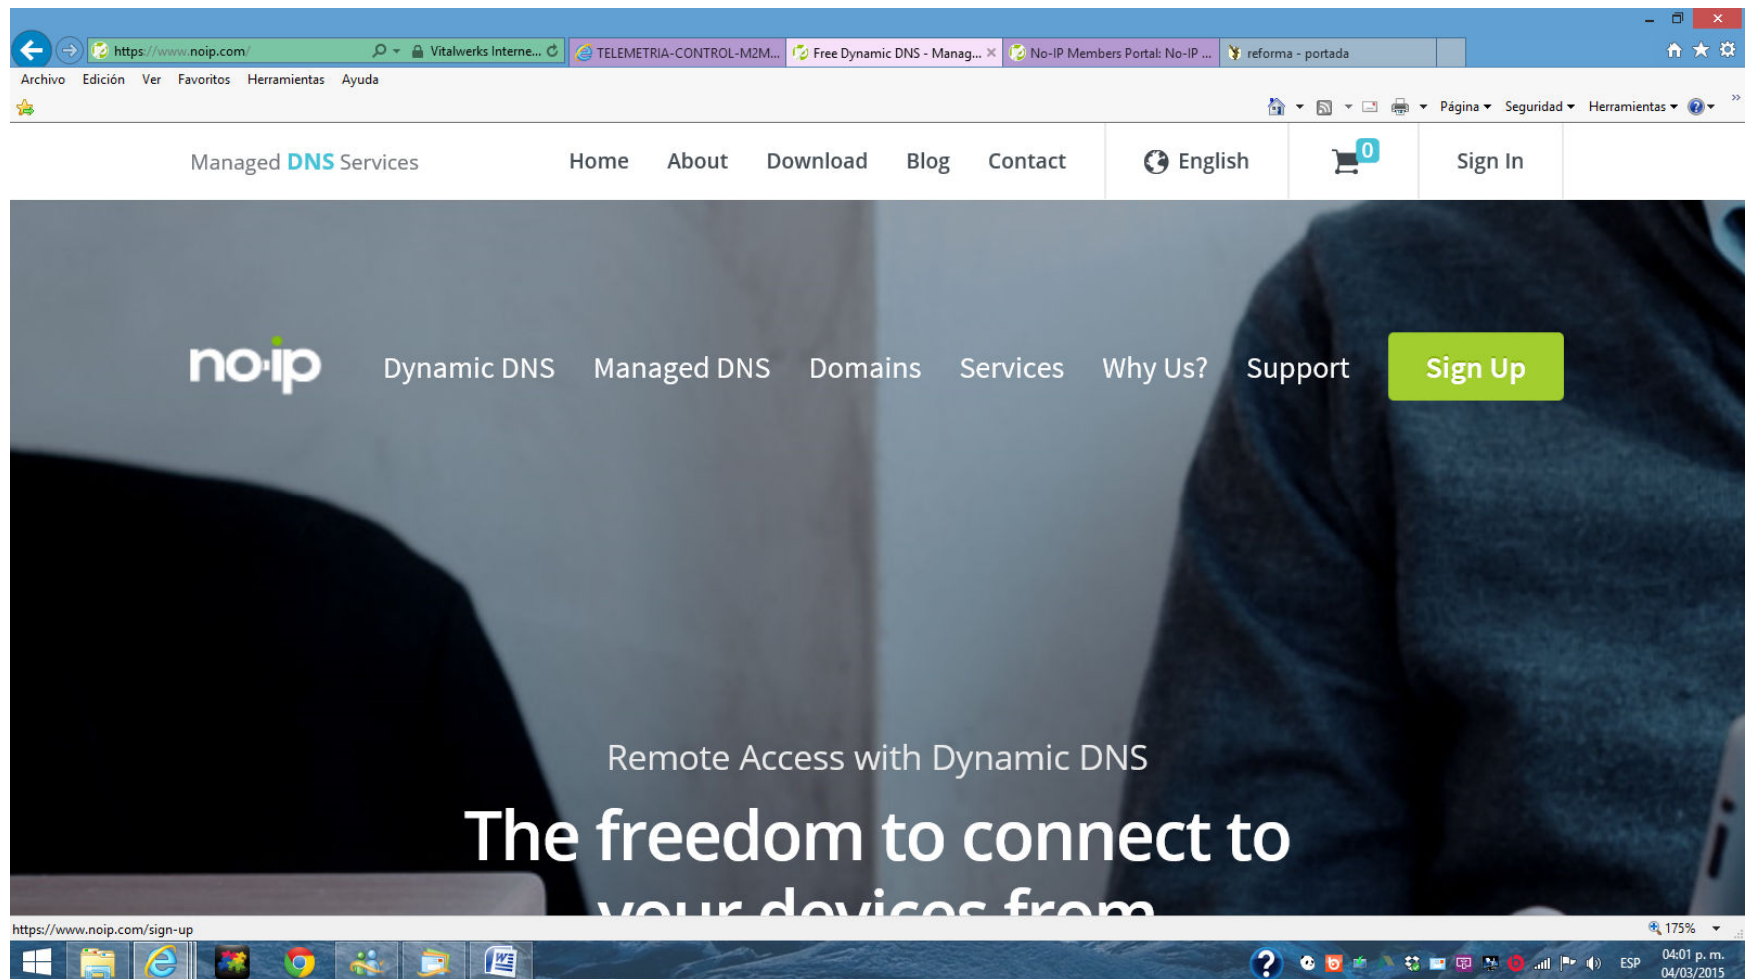 https://www.noip.com/ Vitalwerks Interne... TELEMETRIA-CONTROL-M2M... Free Dynamic DNS - Manag... No-IP Members Portal: No-IP ... reforma - portada
Archivo Edición Ver Favoritos Herramientas Ayuda
Página Seguridad Herramientas
Managed DNS Services Home About Download Blog Contact English 0 Sign In
no·ip Dynamic DNS Managed DNS Domains Services Why Us? Support Sign Up
Remote Access with Dynamic DNS
The freedom to connect to
your devices from
https://www.noip.com/sign-up 175%
ESP 04:01 p. m.
04/03/2015